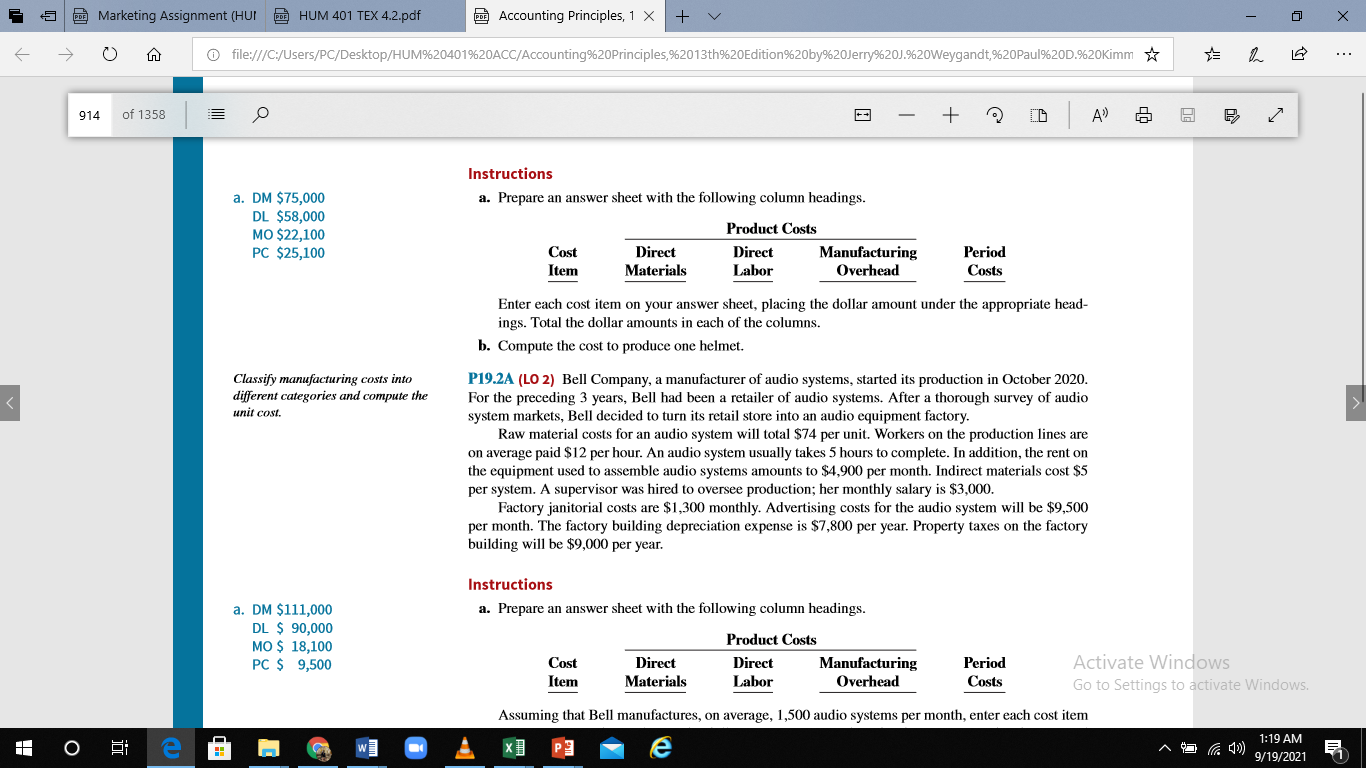 Marketing Assignment (HUI
HUM 401 TEX 4.2.pdf
Accounting Principles, 1
file:///C:/Users/PC/Desktop/HUM%20401%20ACC/Accounting%20Principles,%2013th%20Edition%20by%20Jerry%20J.%20Weygandt,%20Paul%20D.%20Kimm
914 of 1358
Instructions
a. DM $75,000
DL $58,000
MO $22,100
PC $25,100
a. Prepare an answer sheet with the following column headings.
Product Costs
Cost Direct Direct Manufacturing Period
Item Materials Labor Overhead Costs
Enter each cost item on your answer sheet, placing the dollar amount under the appropriate head-
ings. Total the dollar amounts in each of the columns.
b. Compute the cost to produce one helmet.
Classify manufacturing costs into
different categories and compute the
unit cost.
P19.2A (LO 2) Bell Company, a manufacturer of audio systems, started its production in October 2020.
For the preceding 3 years, Bell had been a retailer of audio systems. After a thorough survey of audio
system markets, Bell decided to turn its retail store into an audio equipment factory.
Raw material costs for an audio system will total $74 per unit. Workers on the production lines are
on average paid $12 per hour. An audio system usually takes 5 hours to complete. In addition, the rent on
the equipment used to assemble audio systems amounts to $4,900 per month. Indirect materials cost $5
per system. A supervisor was hired to oversee production; her monthly salary is $3,000.
Factory janitorial costs are $1,300 monthly. Advertising costs for the audio system will be $9,500
per month. The factory building depreciation expense is $7,800 per year. Property taxes on the factory
building will be $9,000 per year.
Instructions
a. DM $111,000
DL $ 90,000
MO $ 18,100
PC $ 9,500
a. Prepare an answer sheet with the following column headings.
Product Costs
Cost Direct Direct Manufacturing Period
Item Materials Labor Overhead Costs
Assuming that Bell manufactures, on average, 1,500 audio systems per month, enter each cost item
Activate Windows
Go to Settings to activate Windows.
1:19 AM
9/19/2021